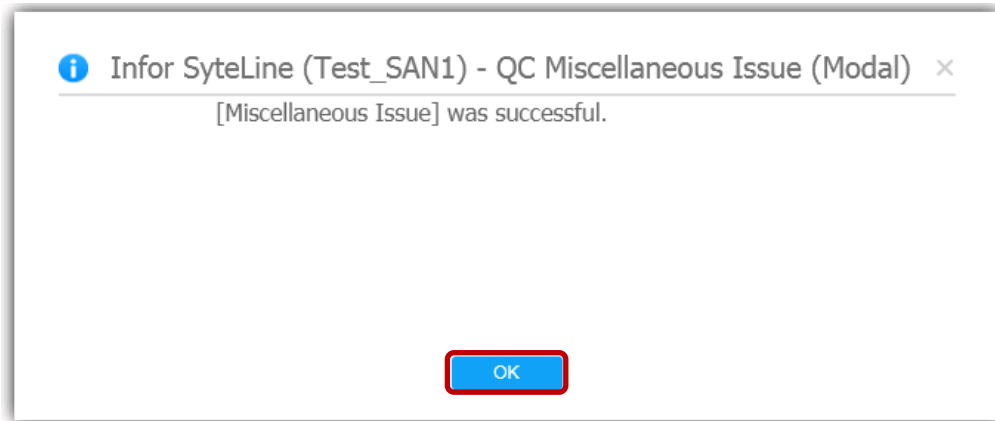 Infor SyteLine (Test_SAN1) - QC Miscellaneous Issue (Modal)
[Miscellaneous Issue] was successful.
OK